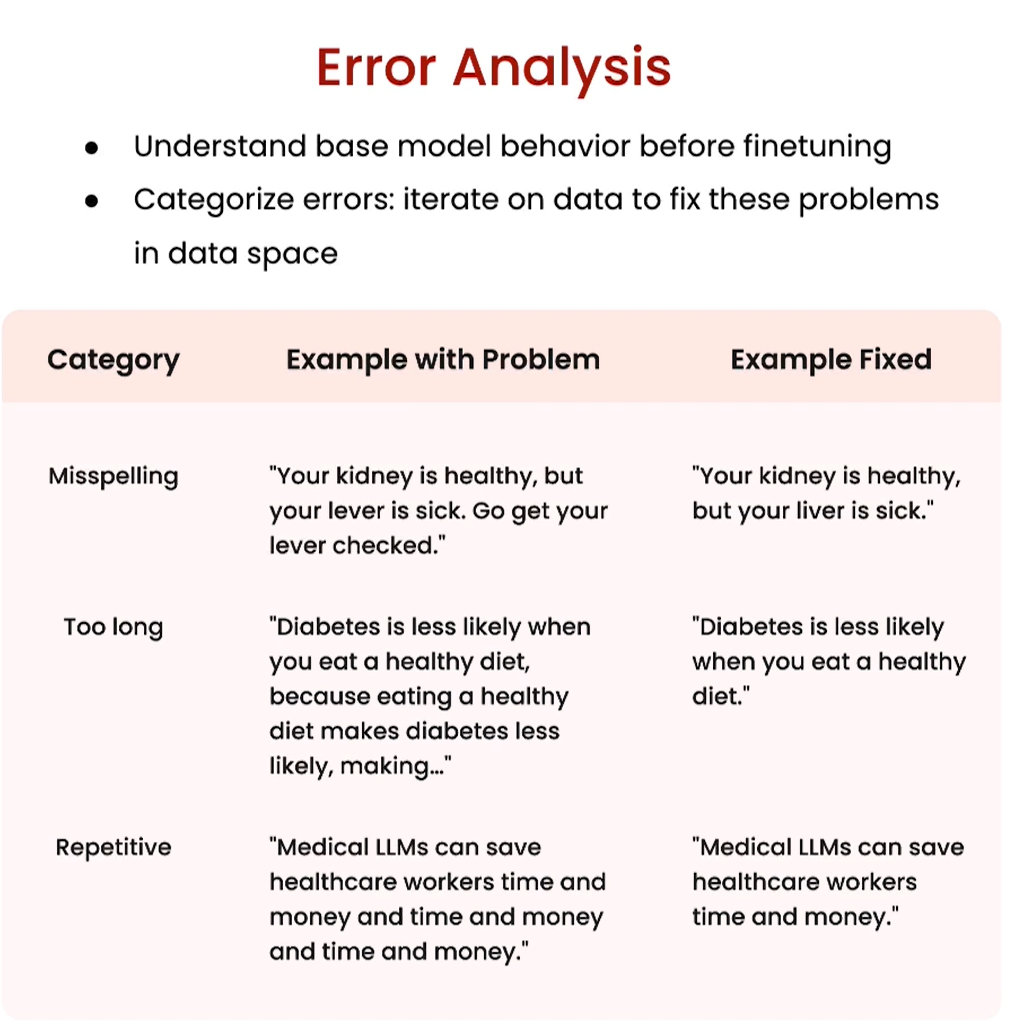 Error Analysis
● Understand base model behavior before finetuning
● Categorize errors: iterate on data to fix these problems
in data space
Category Example with Problem Example Fixed
Misspelling "Your kidney is healthy, but your lever is sick. Go get your lever checked." "Your kidney is healthy, but your liver is sick."
Too long "Diabetes is less likely when you eat a healthy diet, because eating a healthy diet makes diabetes less likely, making..." "Diabetes is less likely when you eat a healthy diet."
Repetitive "Medical LLMs can save healthcare workers time and money and time and money and time and money." "Medical LLMs can save healthcare workers time and money."